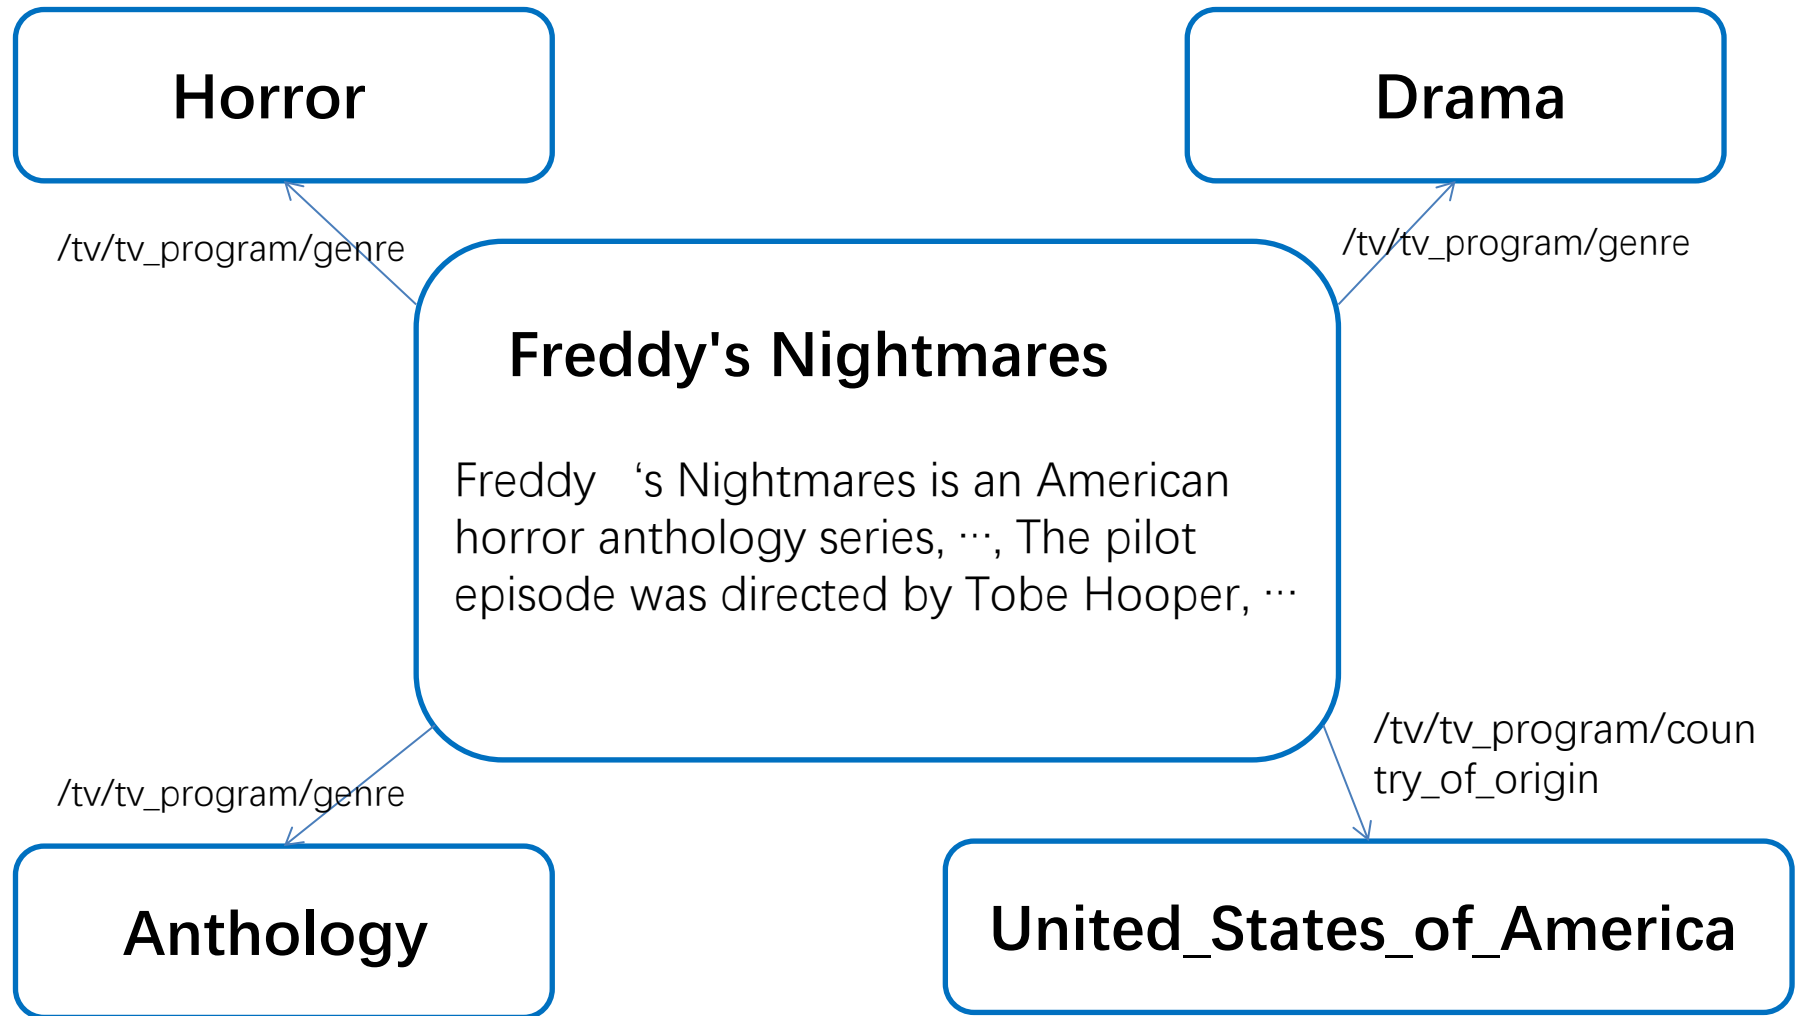 Horror
Drama
/tv/tv_program/genre
/tv/tv_program/genre
Freddy's Nightmares
Freddy ‘s Nightmares is an American
horror anthology series, ···, The pilot
episode was directed by Tobe Hooper, ···
/tv/tv_program/coun
try_of_origin
/tv/tv_program/genre
Anthology
United_States_of_America